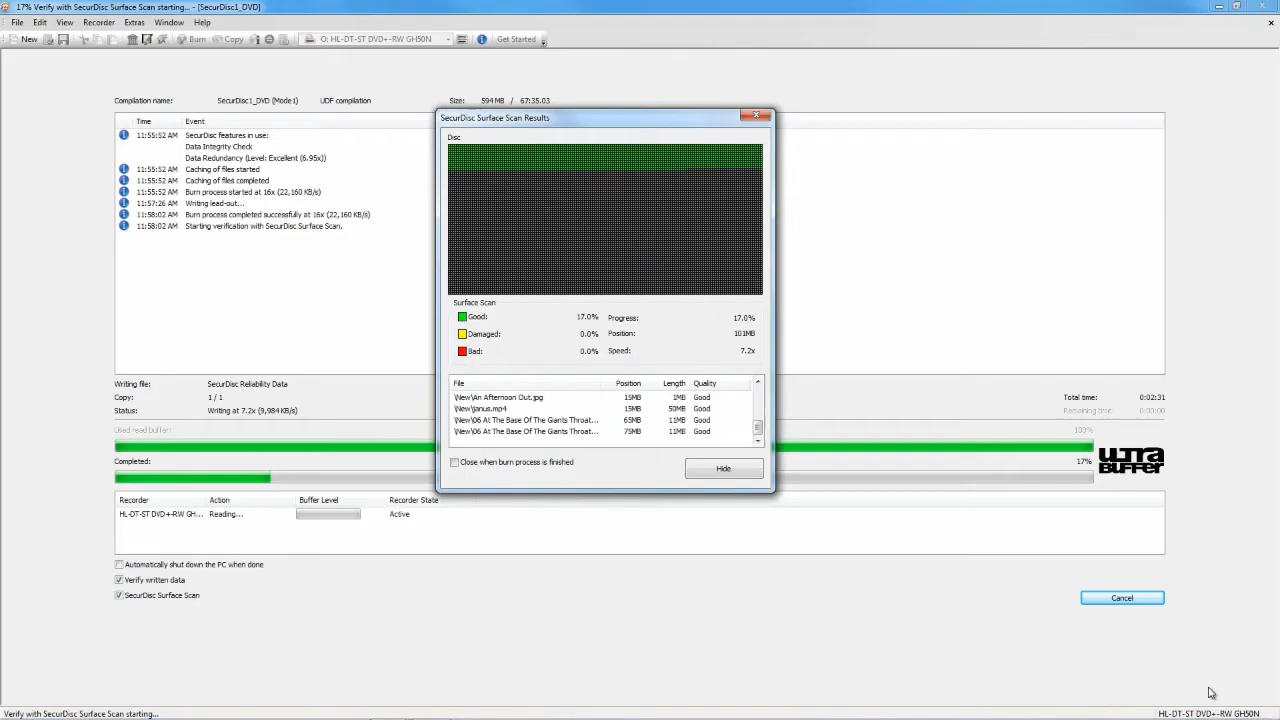 17% Verify with SecurDisc Surface Scan starting... - [SecurDisc1_DVD]
File Edit View Recorder Extras Window Help
New Burn Copy O: HL-DT-ST DVD+-RW GH50N Get Started
Compilation name: SecurDisc1_DVD (Mode1) UDF compilation Size: 594 MB / 67:35.03
Time Event
11:55:52 AM SecurDisc features in use:
Data Integrity Check
Data Redundancy (Level: Excellent (6.95x))
11:55:52 AM Caching of files started
11:55:52 AM Caching of files completed
11:55:52 AM Burn process started at 16x (22,160 KB/s)
11:57:26 AM Writing lead-out...
11:58:02 AM Burn process completed successfully at 16x (22,160 KB/s)
11:58:02 AM Starting verification with SecurDisc Surface Scan.
SecurDisc Surface Scan Results
Disc
Surface Scan
Good: 17.0% Progress: 17.0%
Damaged: 0.0% Position: 101MB
Bad: 0.0% Speed: 7.2x
File Position Length Quality
\New\An Afternoon Out.jpg 15MB 1MB Good
\New\janus.mp4 15MB 50MB Good
\New\06 At The Base Of The Giants Throat... 65MB 11MB Good
\New\06 At The Base Of The Giants Throat... 75MB 11MB Good
Close when burn process is finished Hide
Writing file: SecurDisc Reliability Data
Copy: 1 / 1
Status: Writing at 7.2x (9,984 KB/s)
Total time: 0:02:31
Remaining time: 0:00:00
Used read buffer: 100%
Completed: 17%
ULTRA BUFFER
Recorder Action Buffer Level Recorder State
HL-DT-ST DVD+-RW GH... Reading... Active
Automatically shut down the PC when done
Verify written data
SecurDisc Surface Scan
Cancel
Verify with SecurDisc Surface Scan starting... HL-DT-ST DVD+-RW GH50N